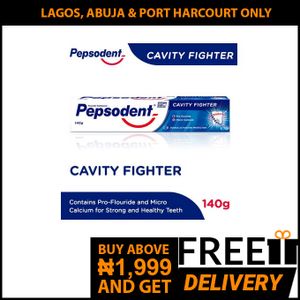 LAGOS, ABUJA & PORT HARCOURT ONLY
Pepsodent CAVITY FIGHTER
CAVITY FIGHTER
Pepsodent
140g
CAVITY FIGHTER
Contains Pro-Flouride and Micro
Calcium for Strong and Healthy Teeth
140g
BUY ABOVE
₦1,999
AND GET
FREE
DELIVERY